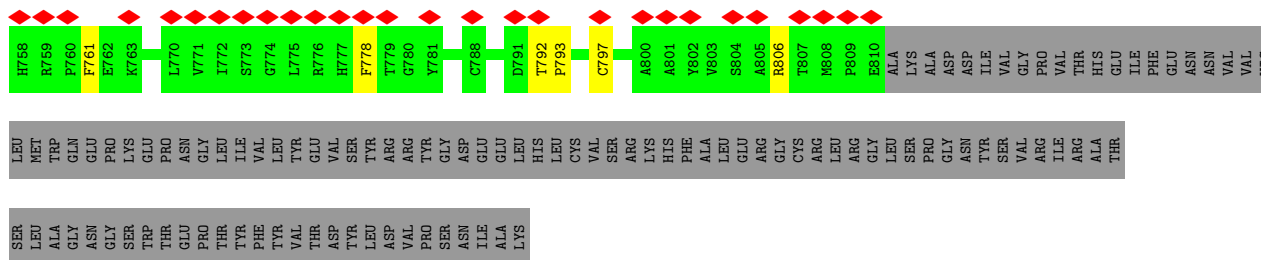 H758 R759 P760 F761 E762 K763 L770 V771 I772 S773 G774 L775 R776 H777 F778 T779 G780 Y781 C788 D791 T792 P793 C797 A800 A801 Y802 V803 S804 A805 R806 T807 M808 P809 E810 ALA LYS ALA ASP ASP ILE VAL GLY PRO VAL THR HIS GLU ILE PHE GLU ASN ASN VAL VAL
LEU MET TRP GLN GLU PRO LYS GLU PRO ASN GLY LEU ILE VAL LEU TYR GLU VAL SER TYR ARG ARG TYR GLY ASP GLU GLU LEU HIS LEU CYS VAL SER ARG LYS HIS PHE ALA LEU GLU ARG GLY CYS ARG LEU ARG GLY LEU SER PRO GLY ASN TYR SER VAL ARG ILE ARG ALA THR
SER LEU ALA GLY ASN GLY SER TRP THR GLU PRO THR TYR PHE TYR VAL THR ASP TYR LEU ASP VAL PRO SER ASN ILE ALA LYS